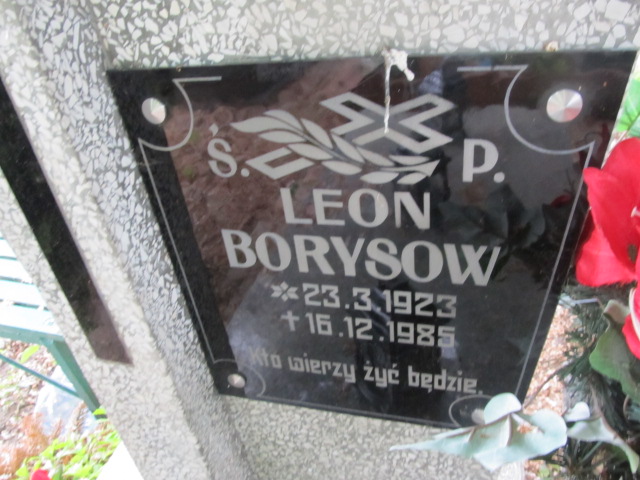 Ś. P.
LEON
BORYSOW
* 23.3.1923
✝ 16.12.1985
Kto wierzy żyć będzie.